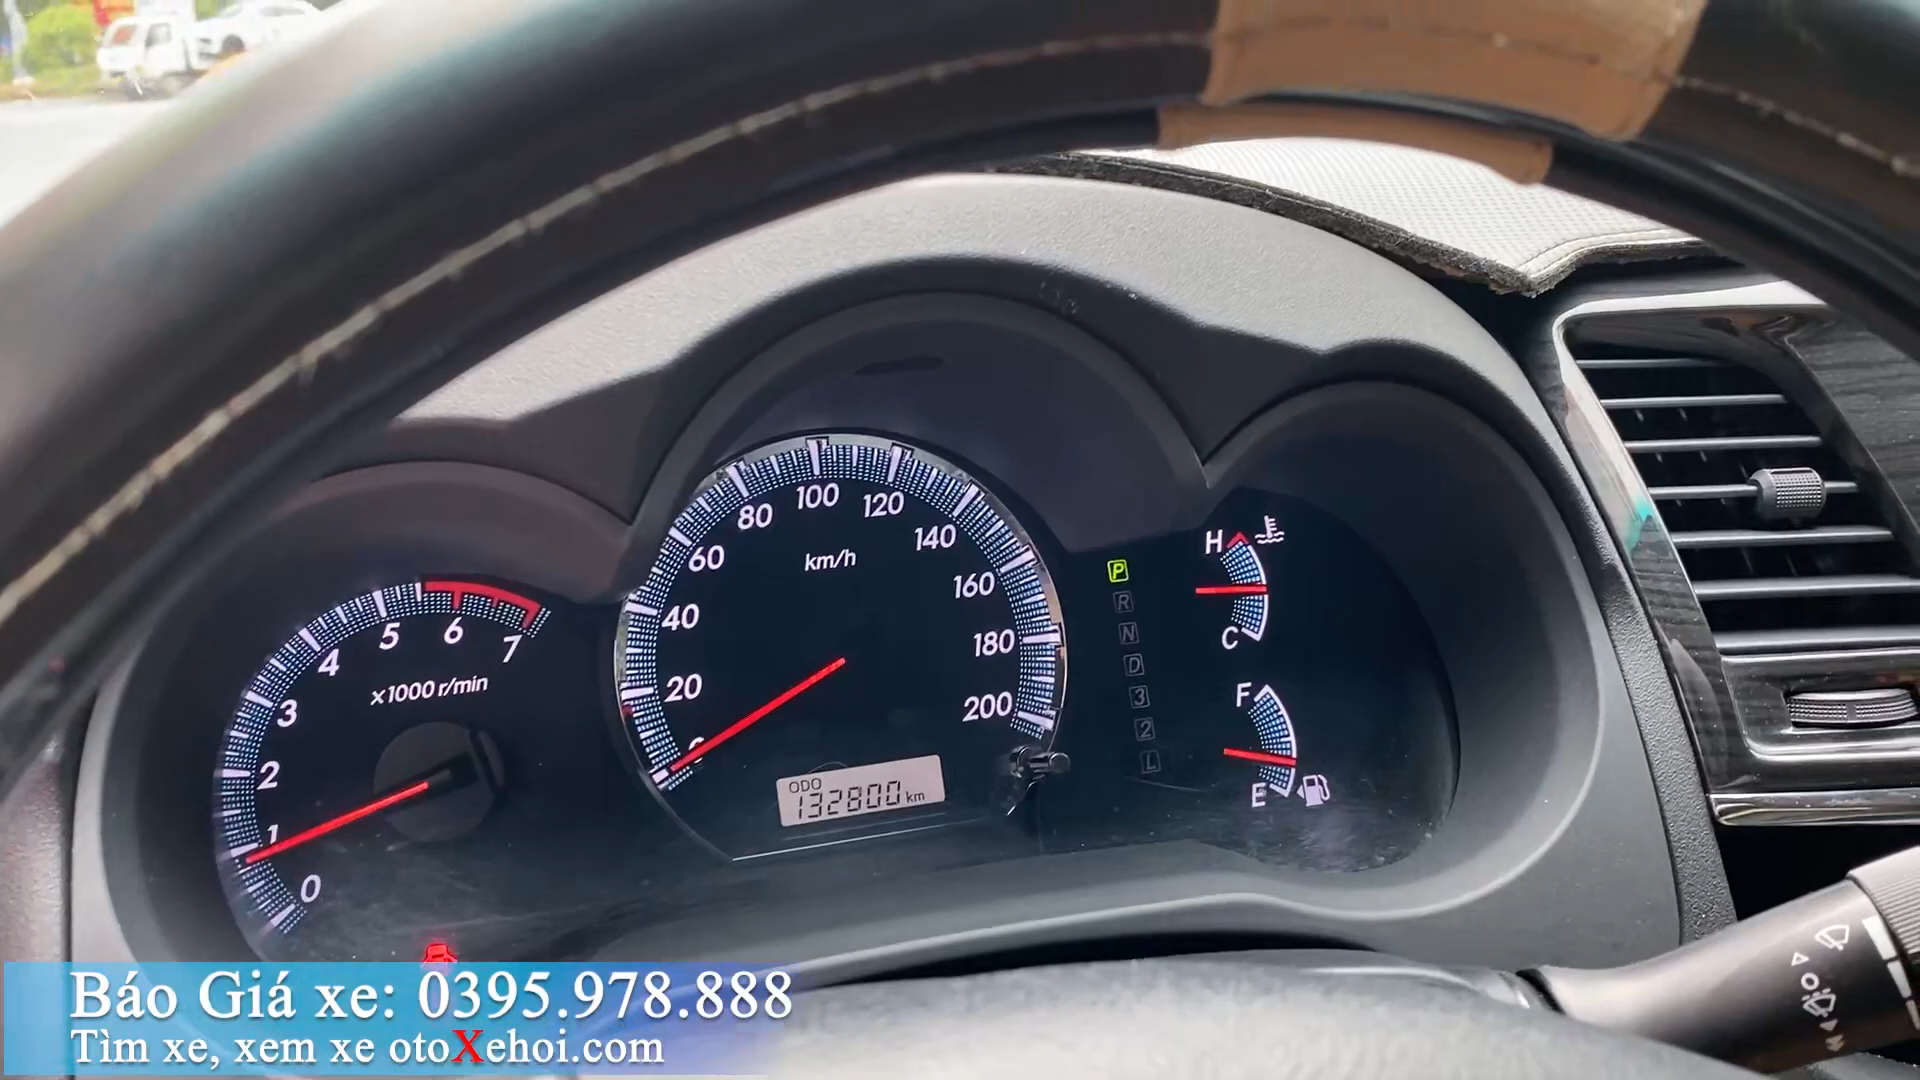 H
100
80
120
140
60
km/h
160
P
R
40
N
C
5
6
7
180
4
D
F
x1000 r/min
20
3
3
200
2
2
L
ODO
132800 km
E
1
0
Báo Giá xe: 0395.978.888
Tìm xe, xem xe otoXehoi.com